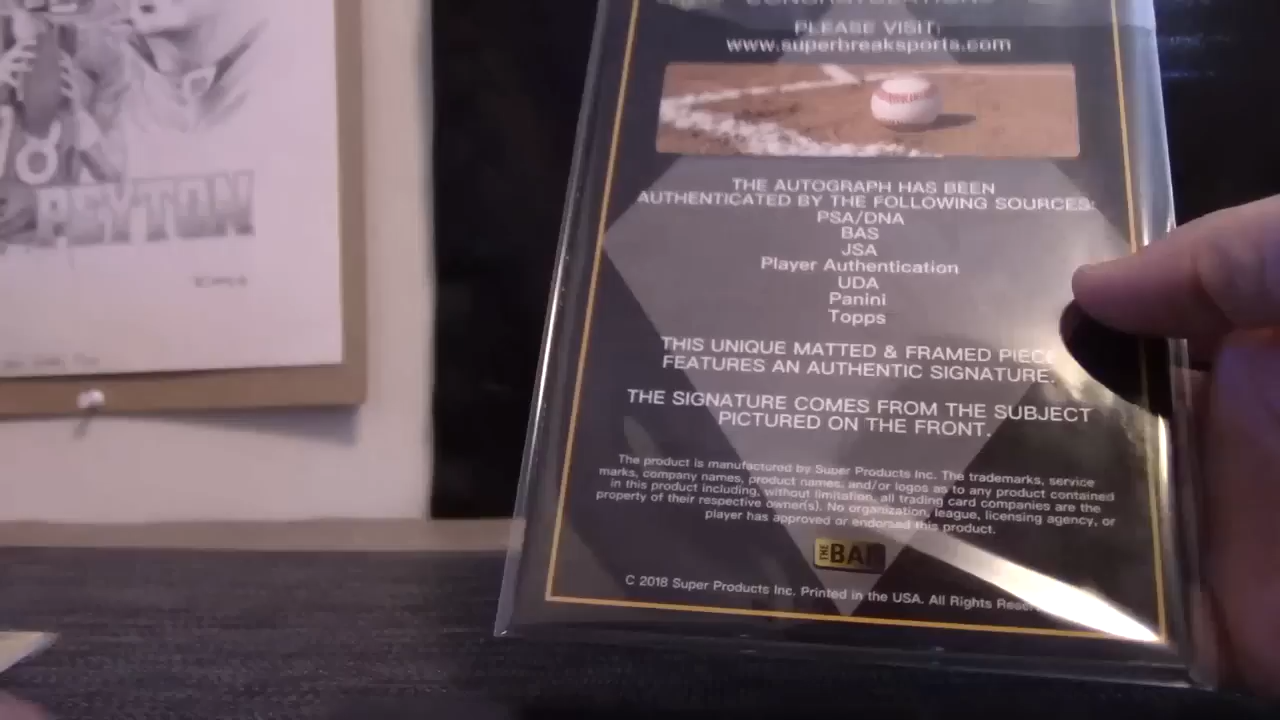 PEYTON
CONGRATULATIONS
PLEASE VISIT:
www.superbreaksports.com
THE AUTOGRAPH HAS BEEN
AUTHENTICATED BY THE FOLLOWING SOURCES:
PSA/DNA
BAS
JSA
Player Authentication
UDA
Panini
Topps
THIS UNIQUE MATTED & FRAMED PIECE
FEATURES AN AUTHENTIC SIGNATURE.
THE SIGNATURE COMES FROM THE SUBJECT
PICTURED ON THE FRONT.
The product is manufactured by Super Products Inc. The trademarks, service
marks, company names, product names, and/or logos as to any product contained
in this product including, without limitation, all trading card companies are the
property of their respective owner(s). No organization, league, licensing agency, or
player has approved or endorsed this product.
THE BAR
C 2018 Super Products Inc. Printed in the USA. All Rights